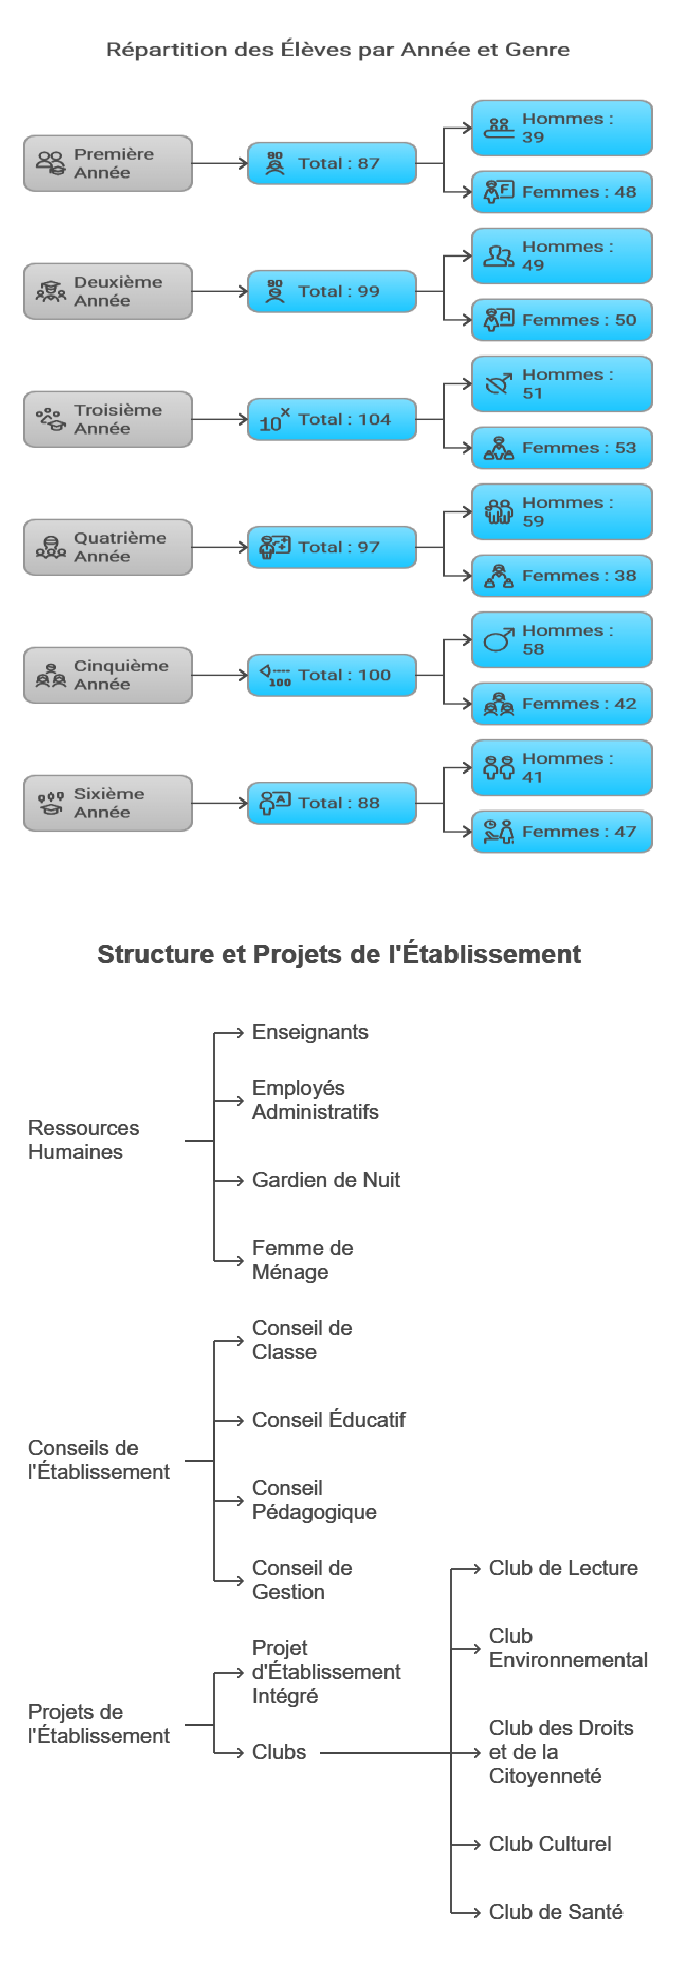 Répartition des Élèves par Année et Genre
Première
Année
Total : 87
Hommes :
39
Femmes : 48
Deuxième
Année
Total : 99
Hommes :
49
Femmes : 50
Troisième
Année
10ˣ
Total : 104
Hommes :
51
Femmes : 53
Quatrième
Année
Total : 97
Hommes :
59
Femmes : 38
Cinquième
Année
100
Total : 100
Hommes :
58
Femmes : 42
Sixième
Année
A
Total : 88
Hommes :
41
Femmes : 47
Structure et Projets de l'Établissement
Ressources
Humaines
Enseignants
Employés
Administratifs
Gardien de Nuit
Femme de
Ménage
Conseils de
l'Établissement
Conseil de
Classe
Conseil Éducatif
Conseil
Pédagogique
Conseil de
Gestion
Projets de
l'Établissement
Projet
d'Établissement
Intégré
Clubs
Club de Lecture
Club
Environnemental
Club des Droits
et de la
Citoyenneté
Club Culturel
Club de Santé